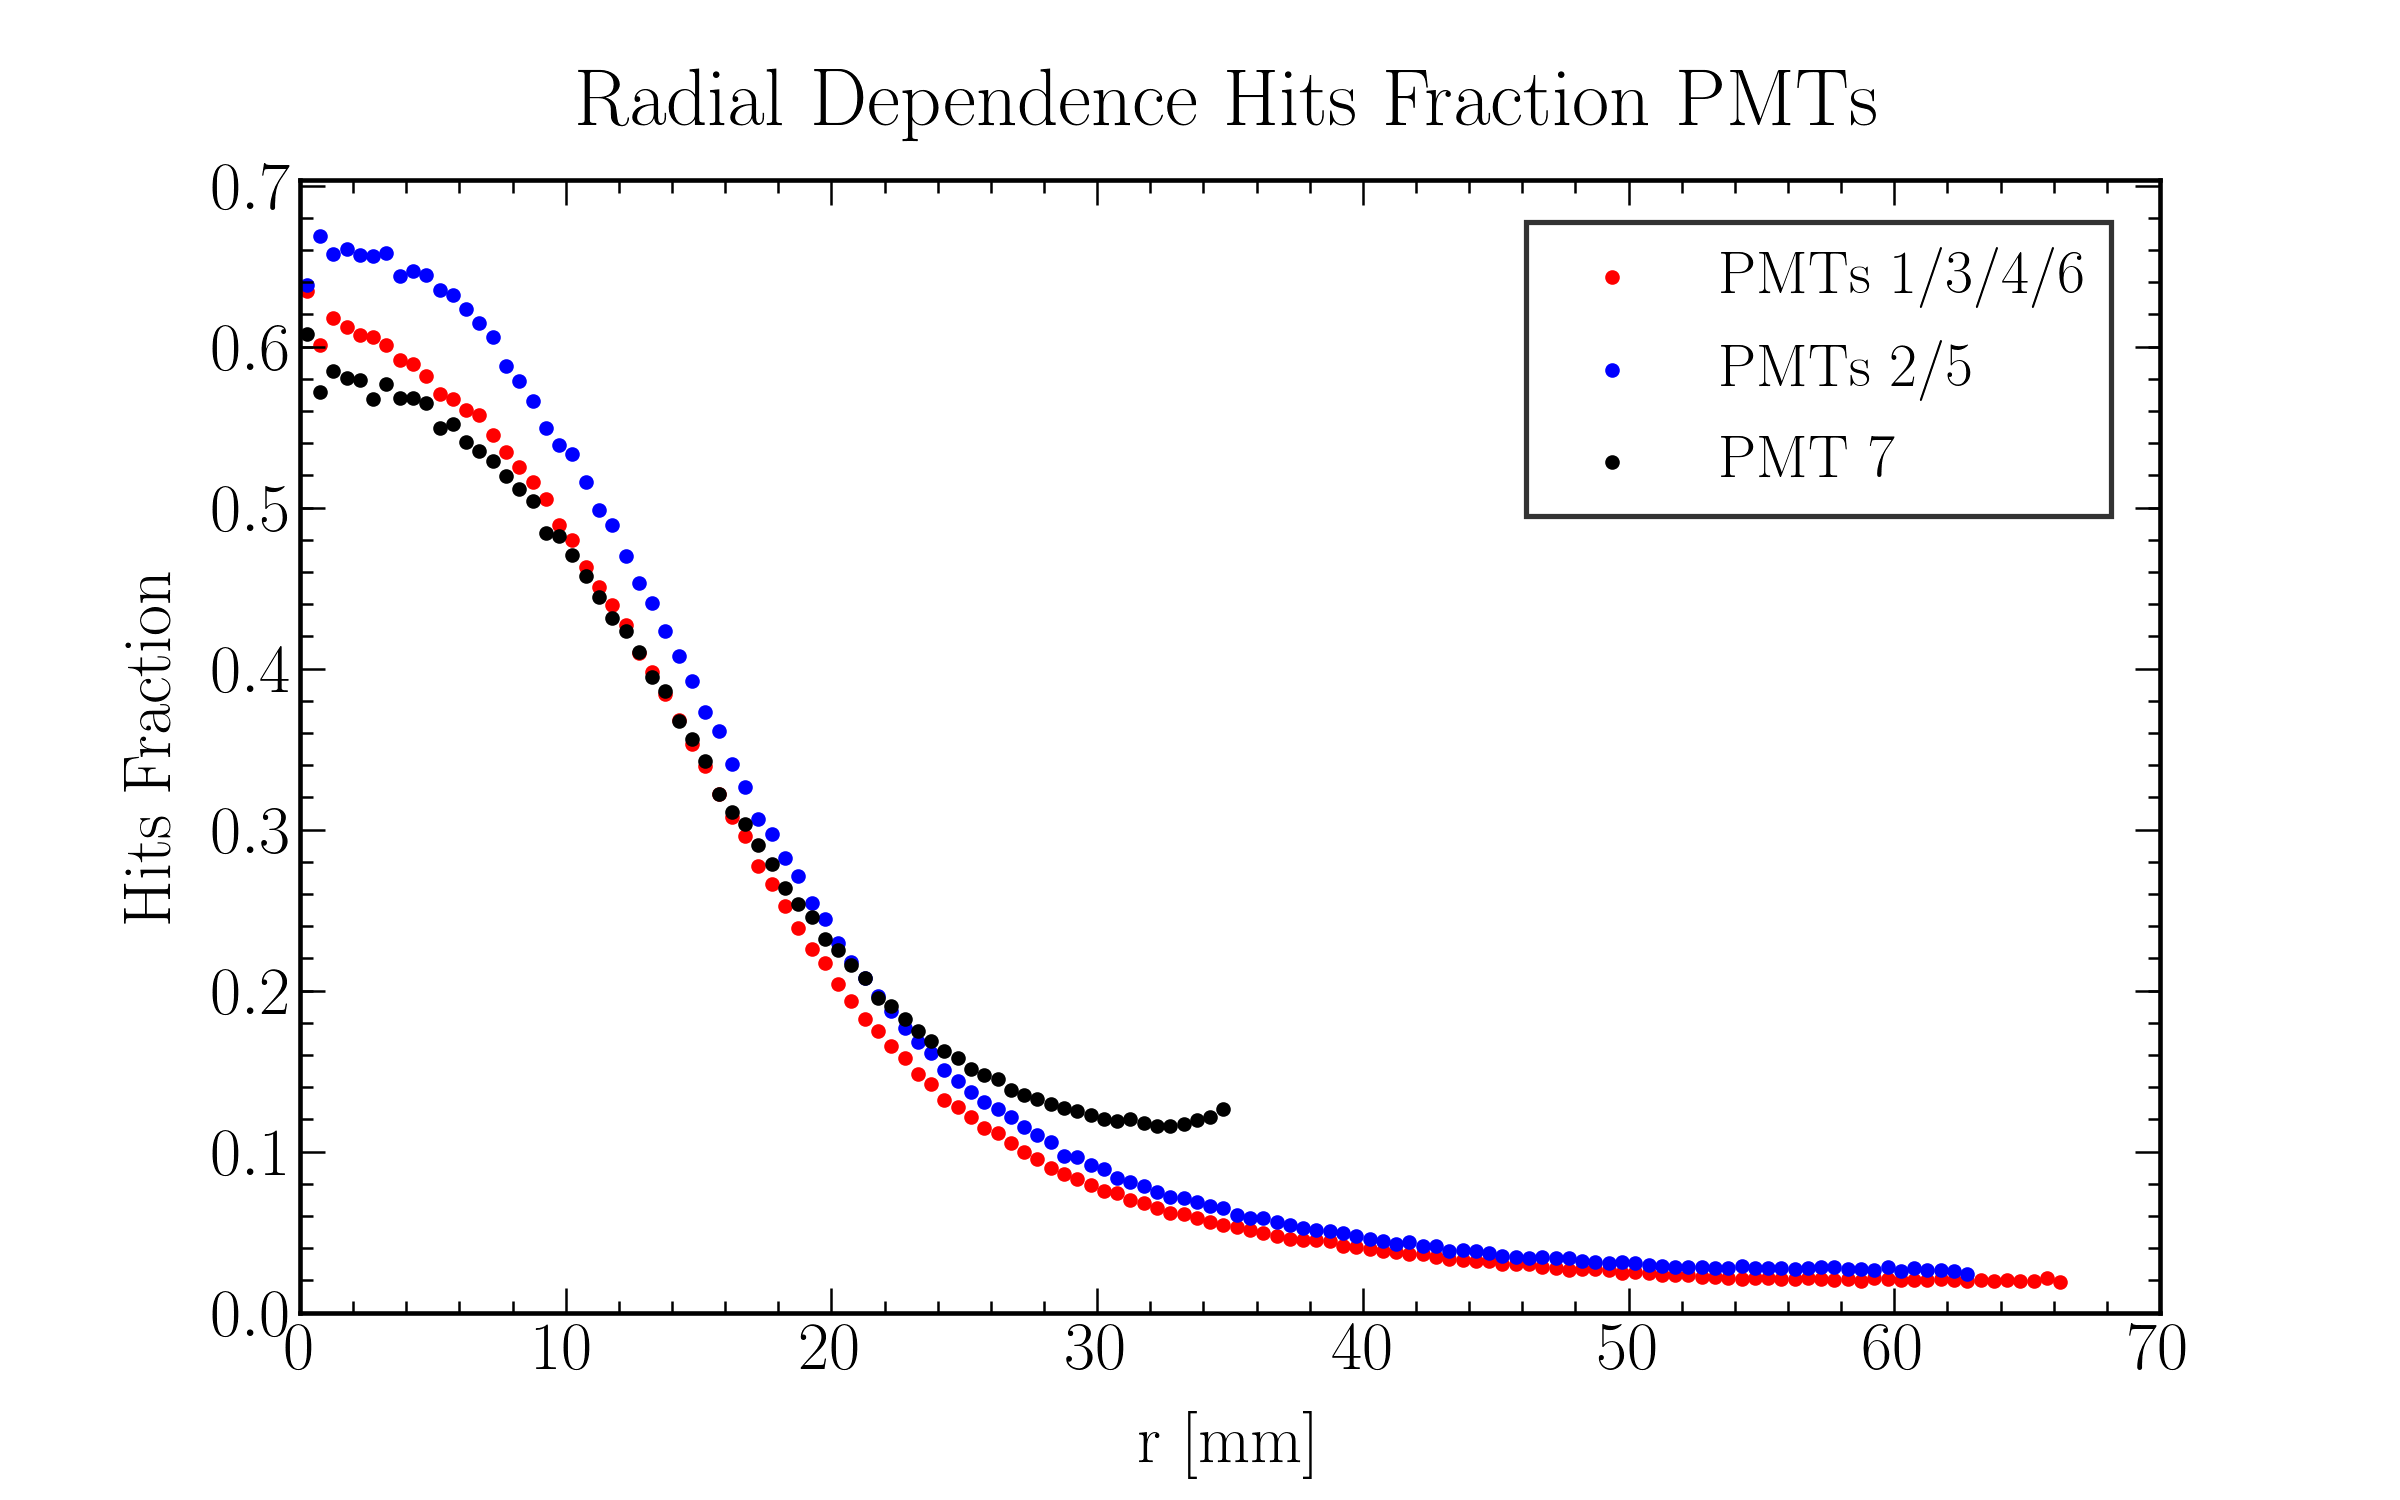 Radial Dependence Hits Fraction PMTs
0.7
0.6
0.5
0.4
0.3
0.2
0.1
0.0
Hits Fraction
PMTs 1/3/4/6
PMTs 2/5
PMT 7
0 10 20 30 40 50 60 70
r [mm]